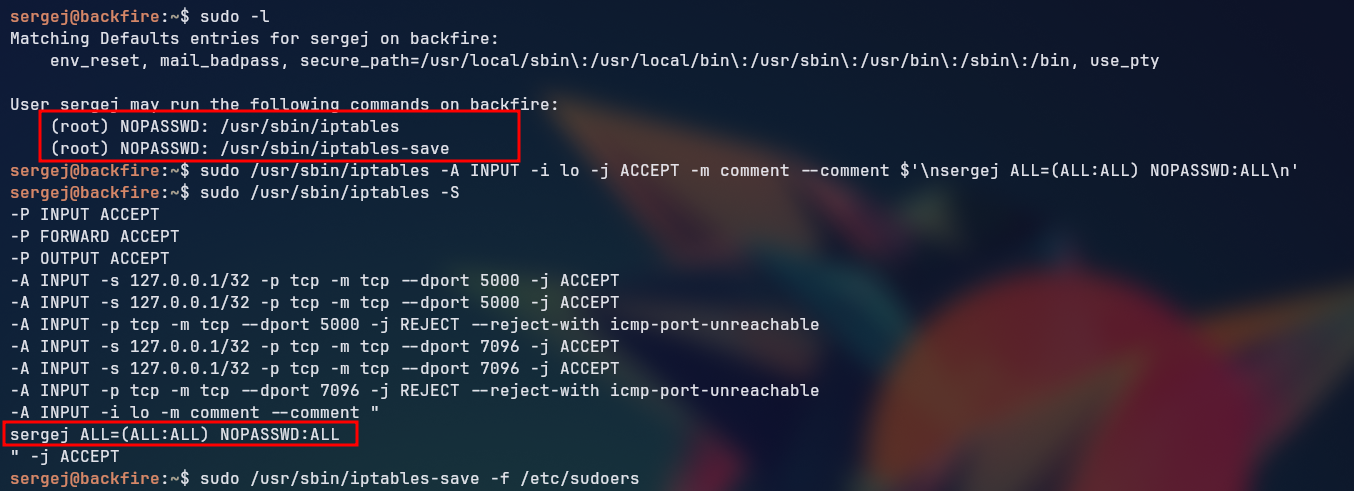 sergej@backfire:~$ sudo -l
Matching Defaults entries for sergej on backfire:
    env_reset, mail_badpass, secure_path=/usr/local/sbin\:/usr/local/bin\:/usr/sbin\:/usr/bin\:/sbin\:/bin, use_pty

User sergej may run the following commands on backfire:
    (root) NOPASSWD: /usr/sbin/iptables
    (root) NOPASSWD: /usr/sbin/iptables-save
sergej@backfire:~$ sudo /usr/sbin/iptables -A INPUT -i lo -j ACCEPT -m comment --comment $'\nsergej ALL=(ALL:ALL) NOPASSWD:ALL\n'
sergej@backfire:~$ sudo /usr/sbin/iptables -S
-P INPUT ACCEPT
-P FORWARD ACCEPT
-P OUTPUT ACCEPT
-A INPUT -s 127.0.0.1/32 -p tcp -m tcp --dport 5000 -j ACCEPT
-A INPUT -s 127.0.0.1/32 -p tcp -m tcp --dport 5000 -j ACCEPT
-A INPUT -p tcp -m tcp --dport 5000 -j REJECT --reject-with icmp-port-unreachable
-A INPUT -s 127.0.0.1/32 -p tcp -m tcp --dport 7096 -j ACCEPT
-A INPUT -s 127.0.0.1/32 -p tcp -m tcp --dport 7096 -j ACCEPT
-A INPUT -p tcp -m tcp --dport 7096 -j REJECT --reject-with icmp-port-unreachable
-A INPUT -i lo -m comment --comment "
sergej ALL=(ALL:ALL) NOPASSWD:ALL
" -j ACCEPT
sergej@backfire:~$ sudo /usr/sbin/iptables-save -f /etc/sudoers